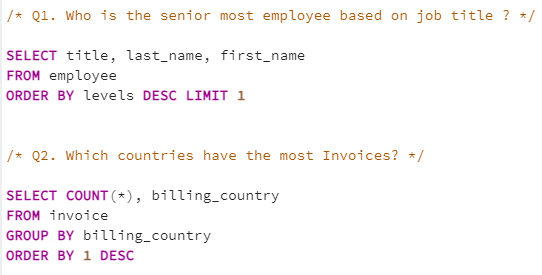 /* Q1. Who is the senior most employee based on job title ? */
SELECT title, last_name, first_name
FROM employee
ORDER BY levels DESC LIMIT 1
/* Q2. Which countries have the most Invoices? */
SELECT COUNT(*), billing_country
FROM invoice
GROUP BY billing_country
ORDER BY 1 DESC